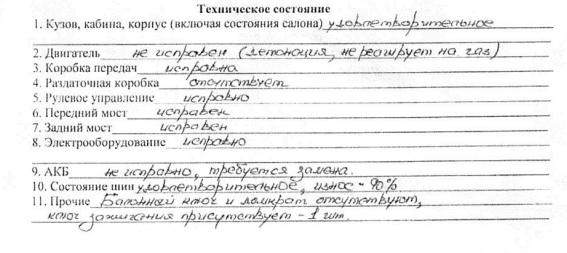 Техническое состояние
1. Кузов, кабина, корпус (включая состояния салона) удовлетворительное
2. Двигатель не исправен (детонация, не реагирует на газ)
3. Коробка передач исправна
4. Раздаточная коробка отсутствует
5. Рулевое управление исправно
6. Передний мост исправен
7. Задний мост исправен
8. Электрооборудование исправно
9. АКБ не исправно, требуется замена.
10. Состояние шин удовлетворительное, износ - 90%
11. Прочие Балонный ключ и домкрат отсутствуют,
ключ зажигания присутствует - 1 шт.